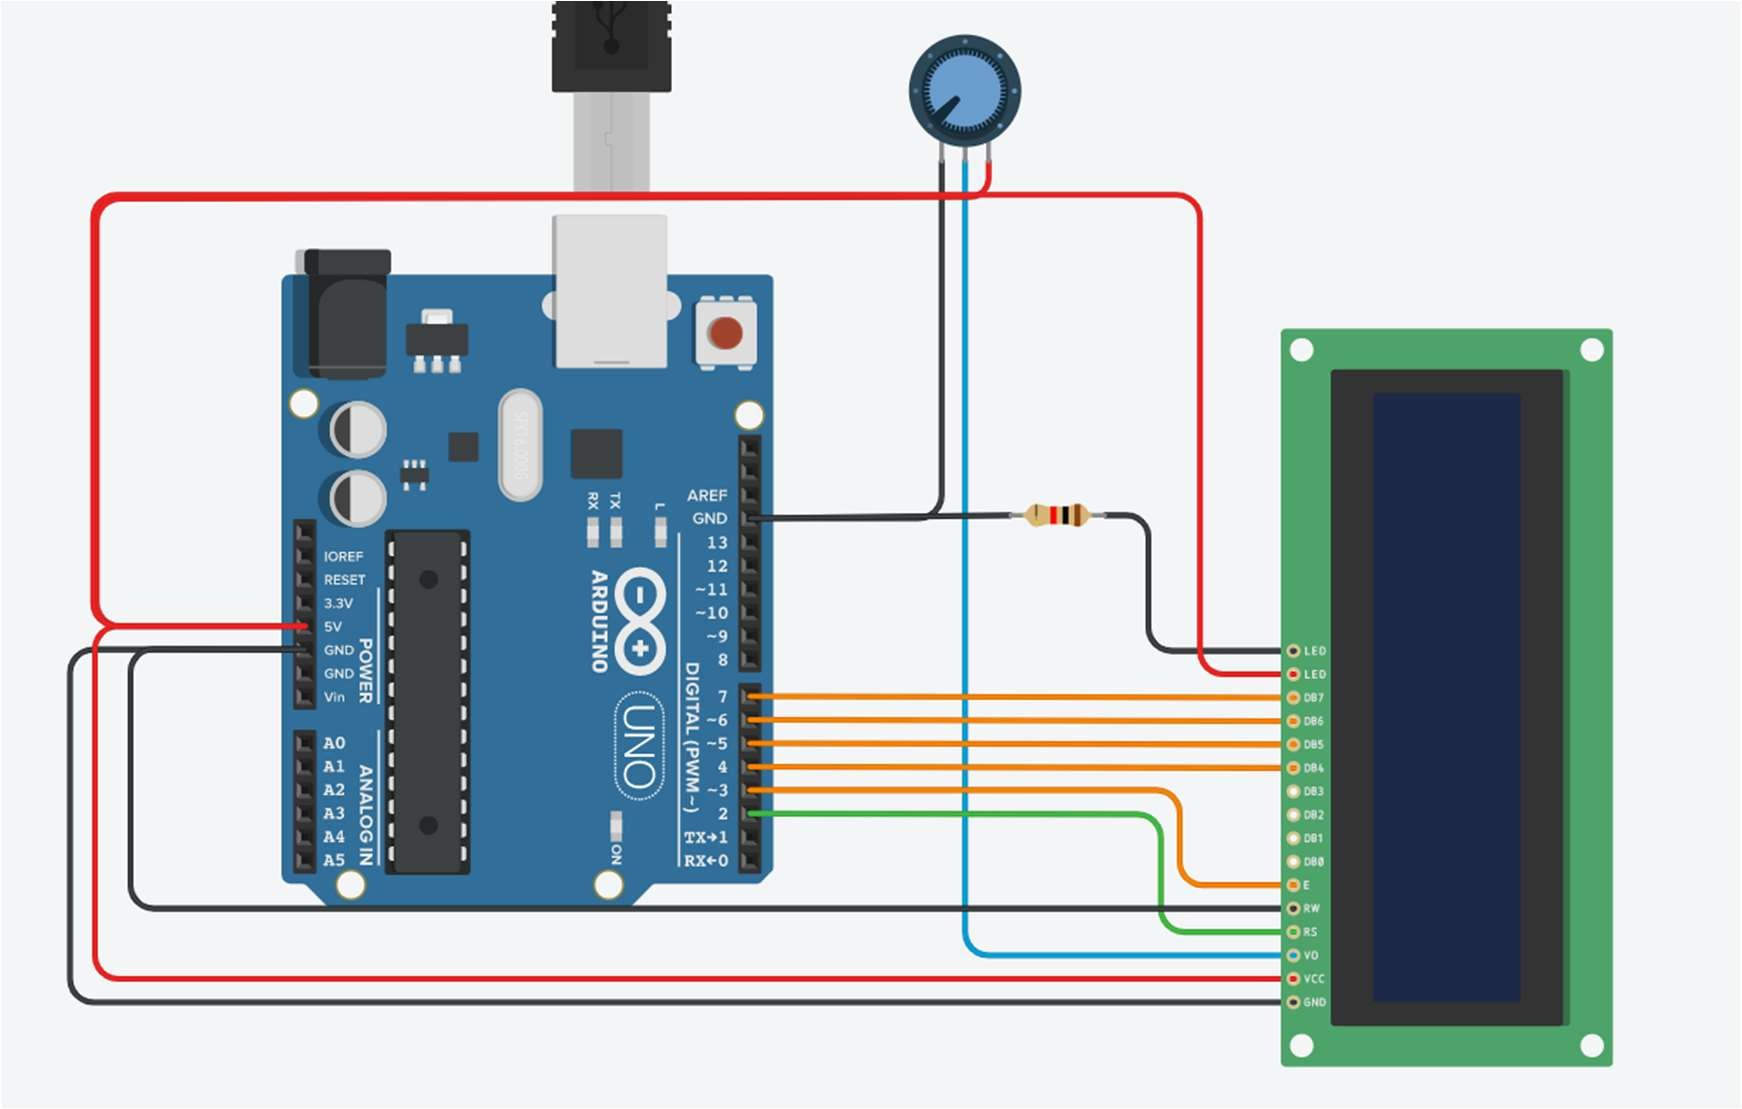 SPK16.000G
RX
TX
L
AREF
GND
13
12
~11
~10
~9
8
7
~6
~5
4
~3
2
TX→1
RX←0
DIGITAL (PWM~)
ARDUINO
UNO
ON
IOREF
RESET
3.3V
5V
GND
GND
Vin
POWER
A0
A1
A2
A3
A4
A5
ANALOG IN
LED
LED
DB7
DB6
DB5
DB4
DB3
DB2
DB1
DB0
E
RW
RS
VO
VCC
GND